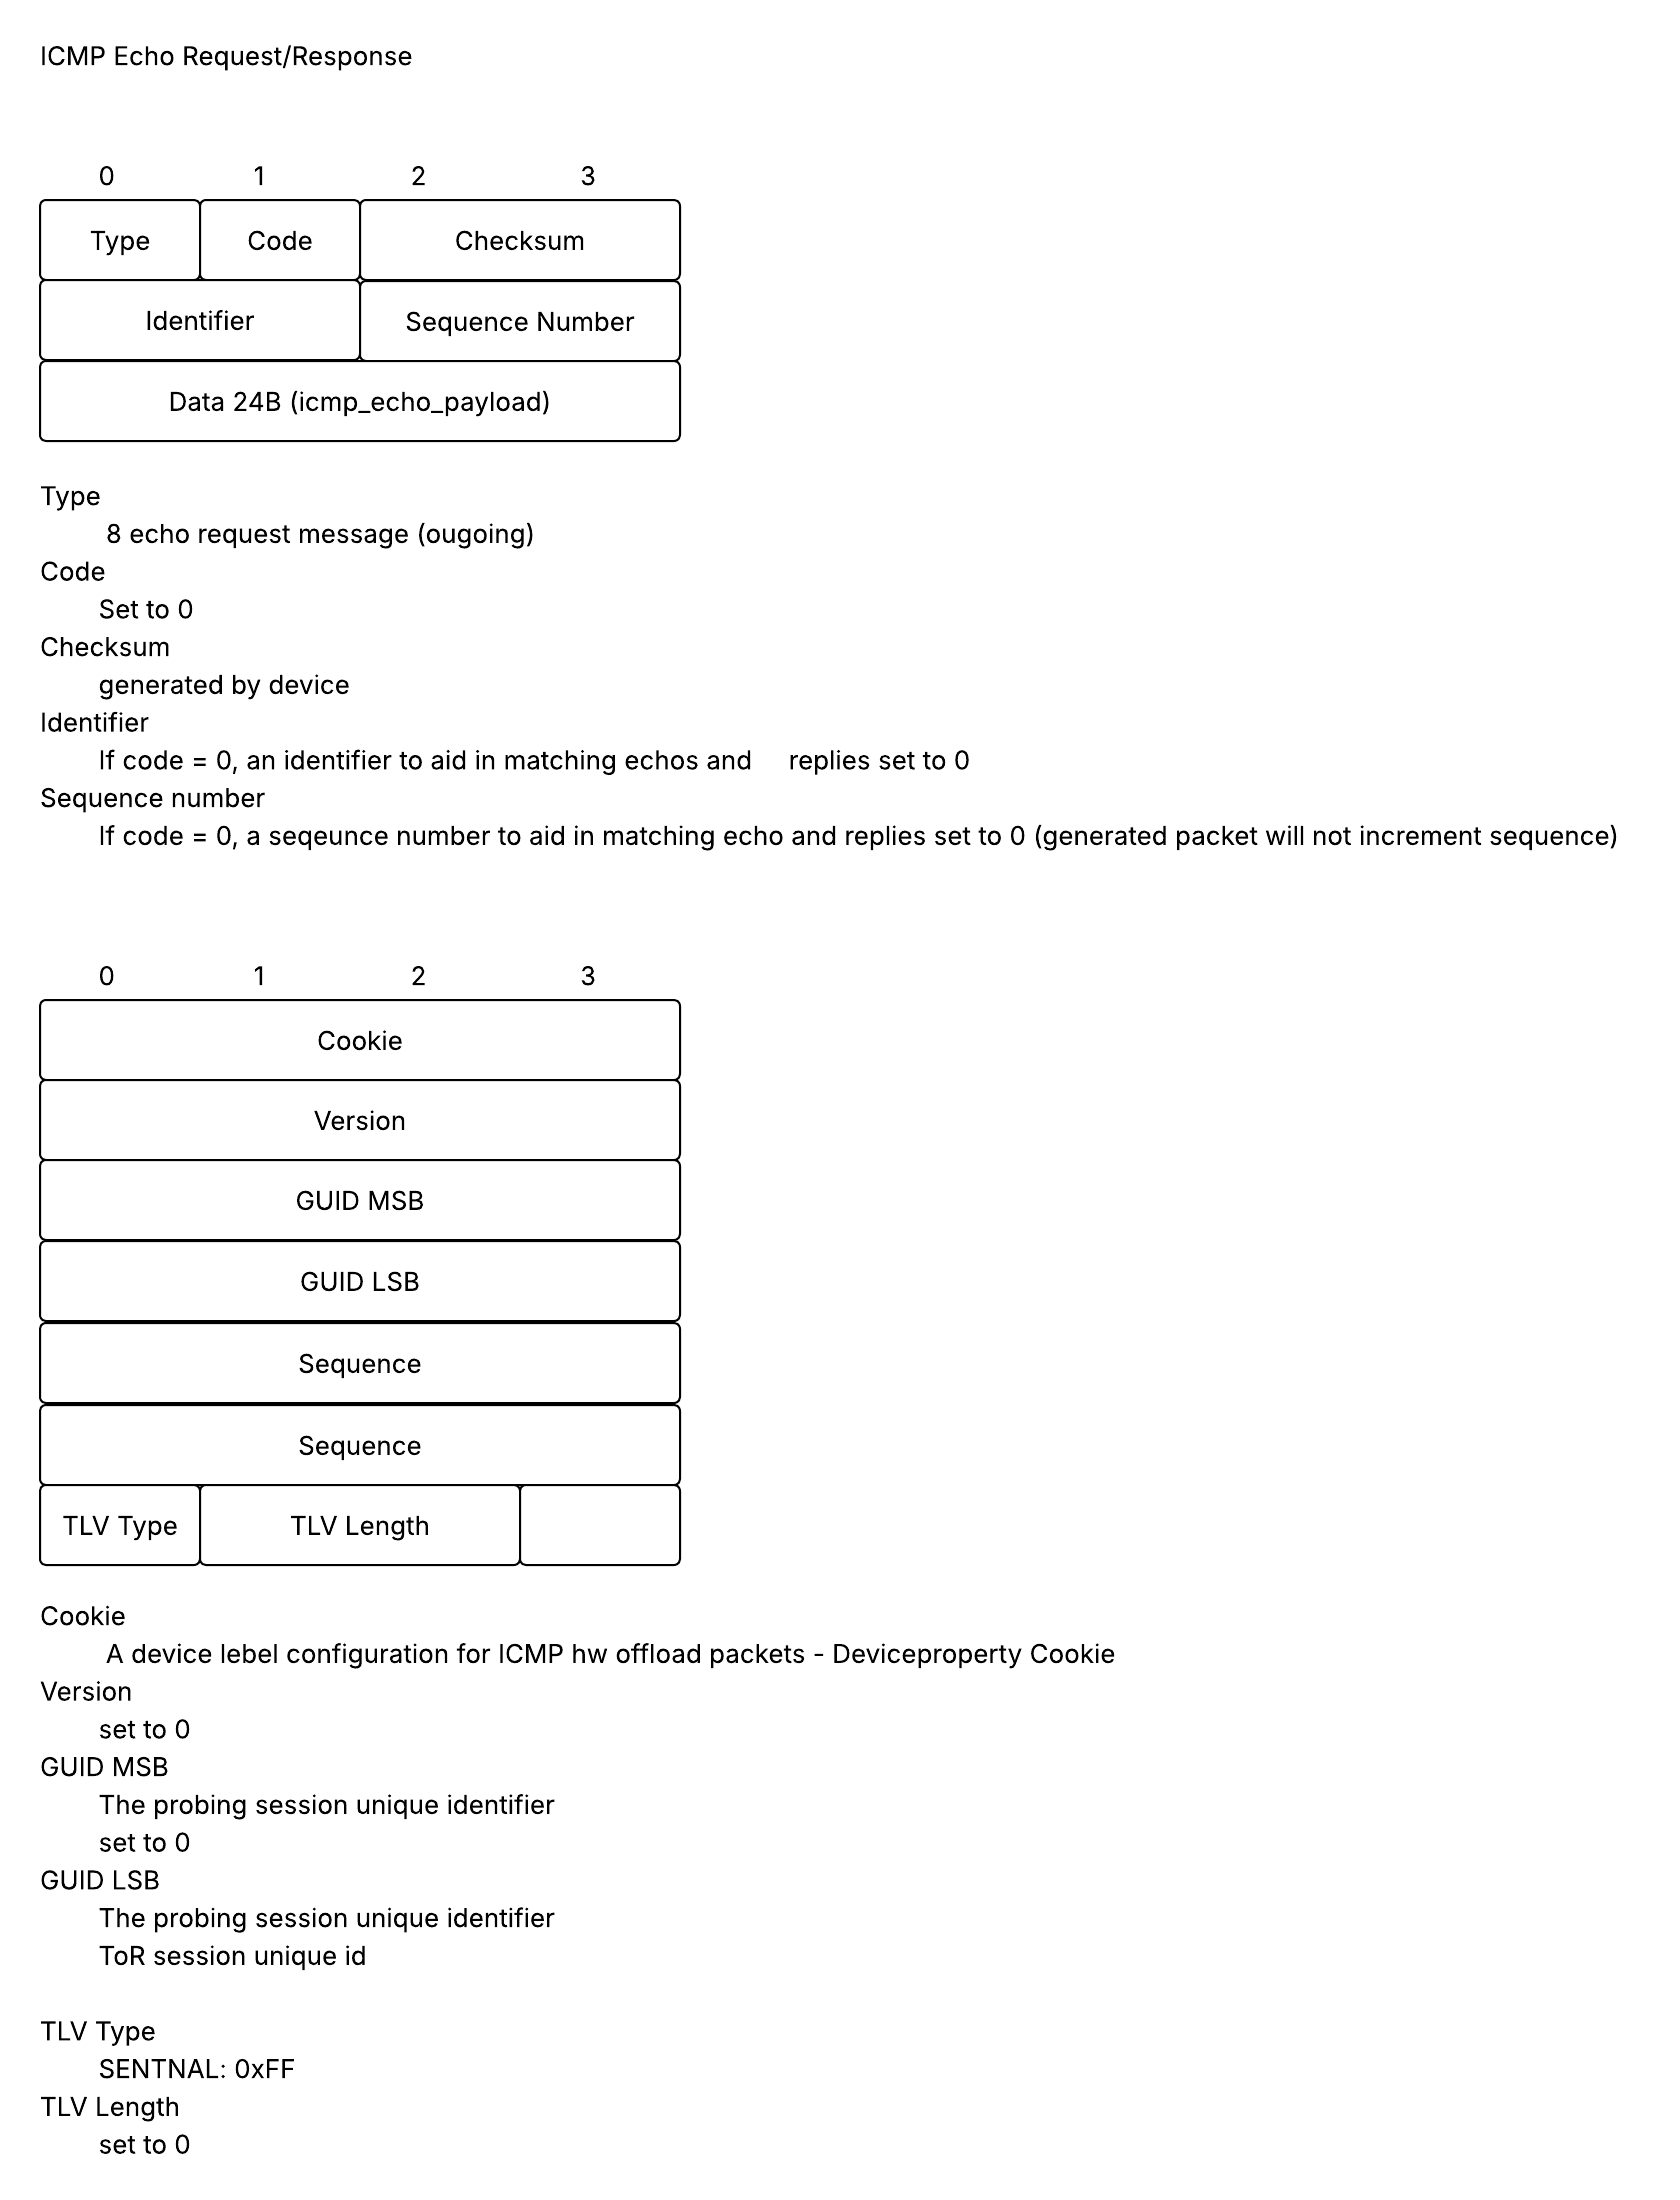 ICMP Echo Request/Response
0 1 2 3
Type Code Checksum
Identifier Sequence Number
Data 24B (icmp_echo_payload)
Type
8 echo request message (ougoing)
Code
Set to 0
Checksum
generated by device
Identifier
If code = 0, an identifier to aid in matching echos and replies set to 0
Sequence number
If code = 0, a seqeunce number to aid in matching echo and replies set to 0 (generated packet will not increment sequence)
0 1 2 3
Cookie
Version
GUID MSB
GUID LSB
Sequence
Sequence
TLV Type TLV Length
Cookie
A device lebel configuration for ICMP hw offload packets - Deviceproperty Cookie
Version
set to 0
GUID MSB
The probing session unique identifier
set to 0
GUID LSB
The probing session unique identifier
ToR session unique id
TLV Type
SENTNAL: 0xFF
TLV Length
set to 0